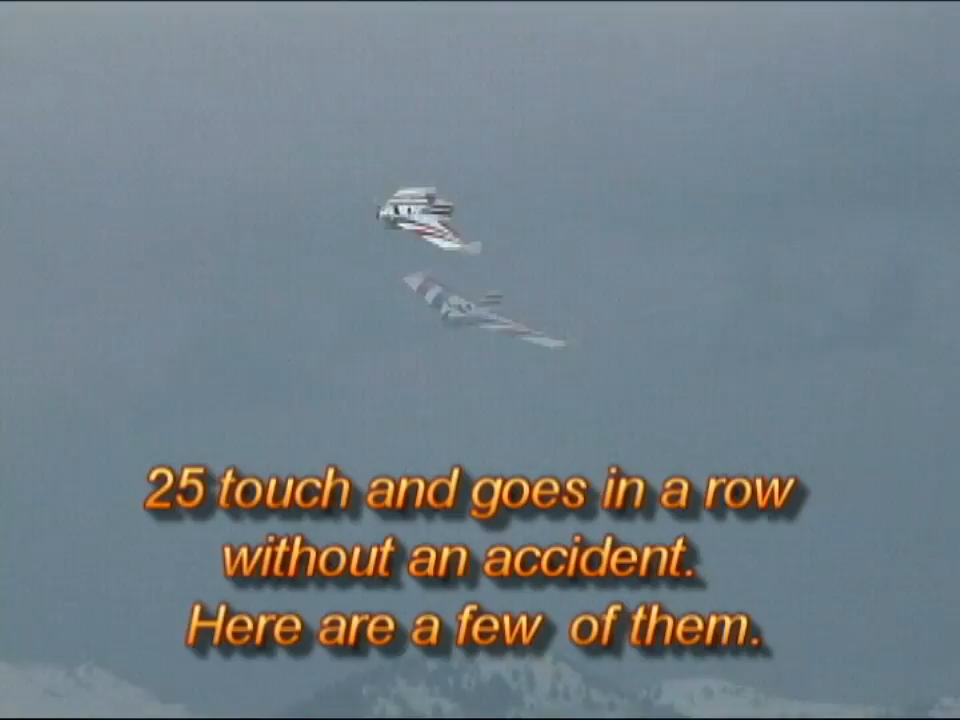 25 touch and goes in a row
without an accident.
Here are a few of them.